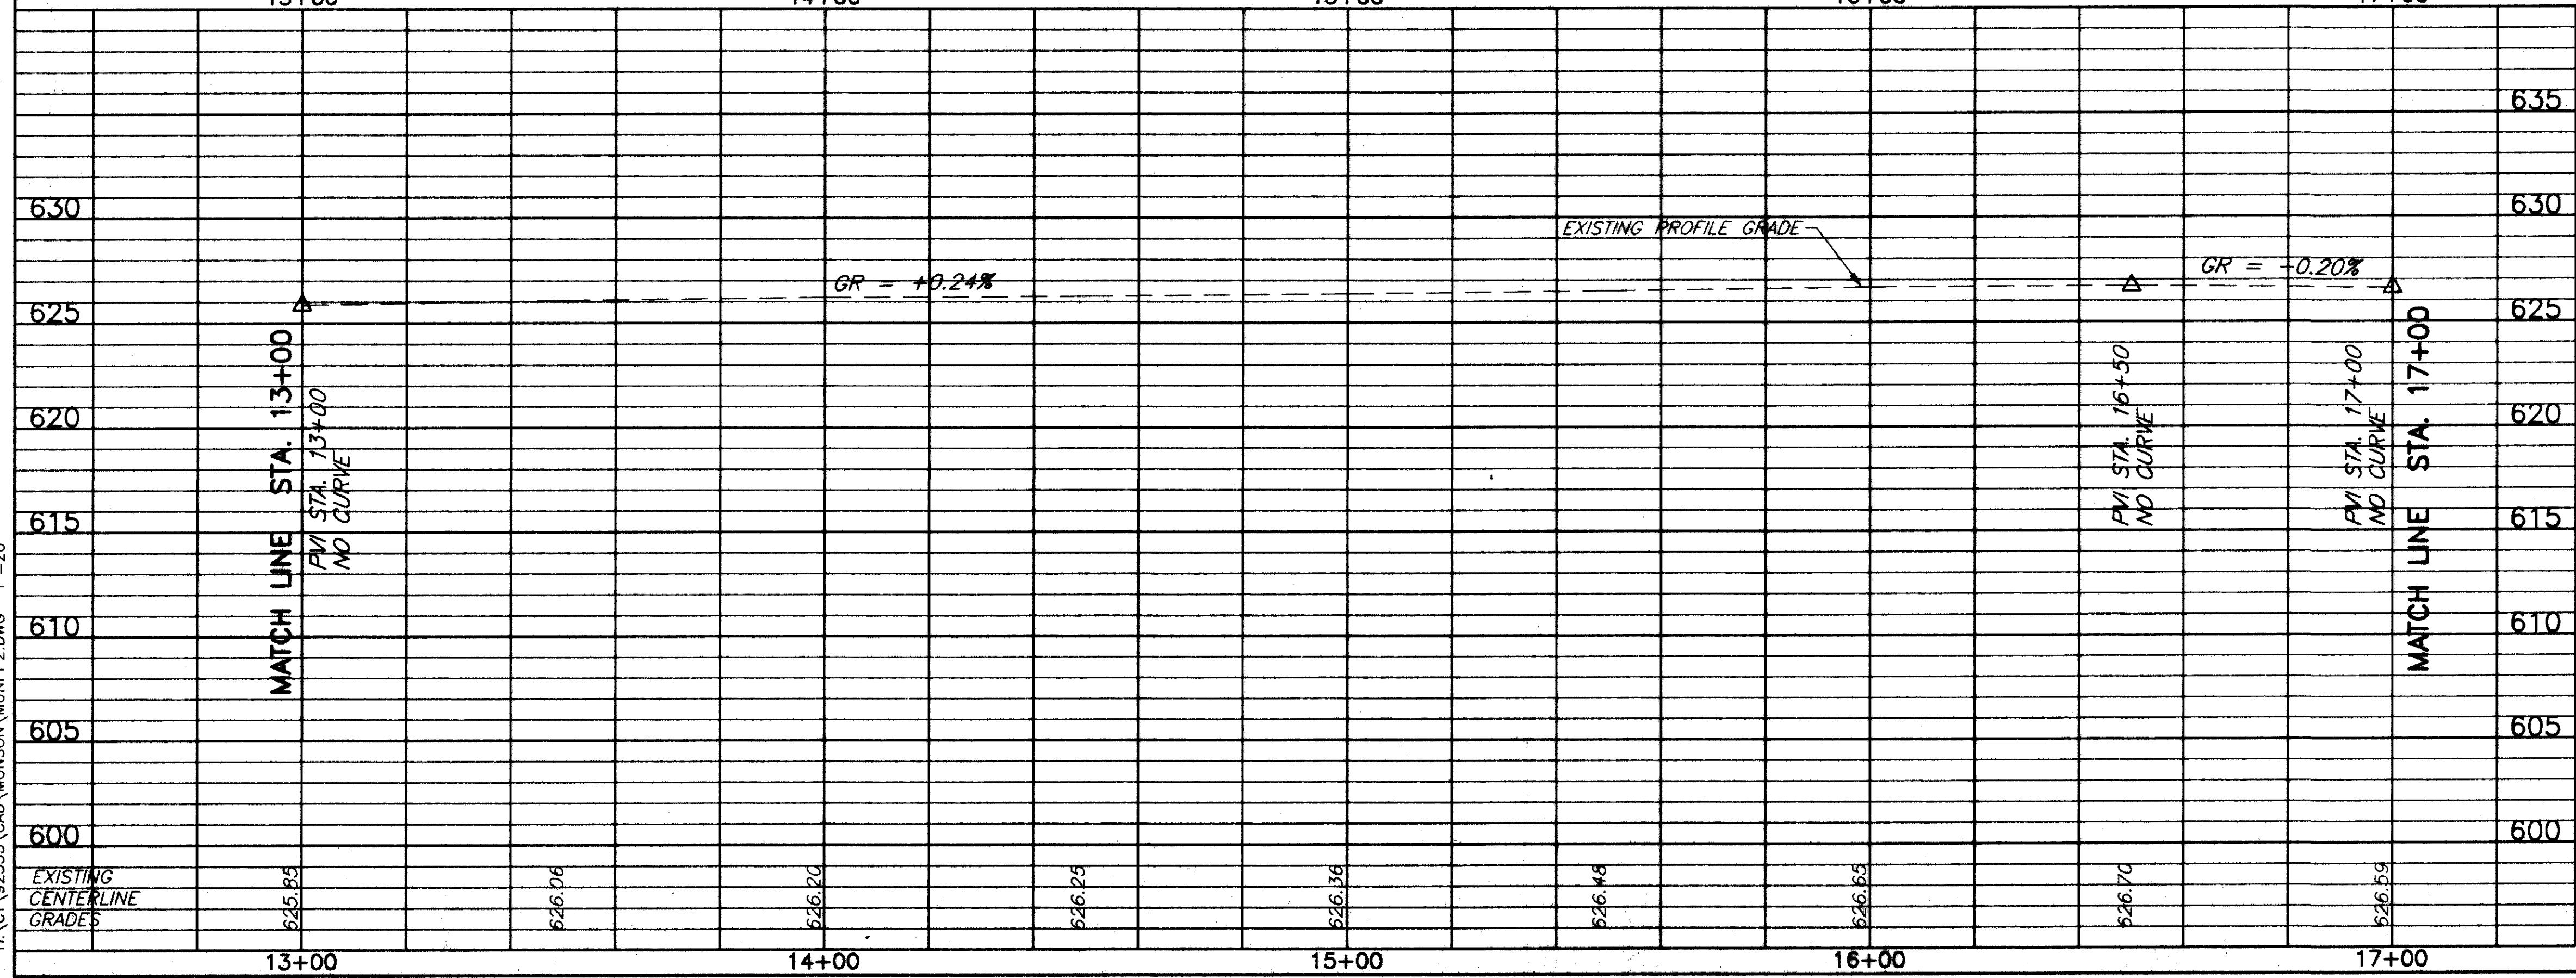 13+00 14+00 15+00 16+00 17+00
635
630 630
EXISTING PROFILE GRADE
GR = +0.24%
GR = -0.20%
625 625
MATCH LINE STA. 13+00
PVI STA. 13+00
NO CURVE
PVI STA. 16+50
NO CURVE
PVI STA. 17+00
NO CURVE
MATCH LINE STA. 17+00
620 620
615 615
610 610
605 605
600 600
EXISTING
CENTERLINE
GRADES
625.85 626.06 626.20 626.25 626.36 626.48 626.65 626.70 626.59
13+00 14+00 15+00 16+00 17+00